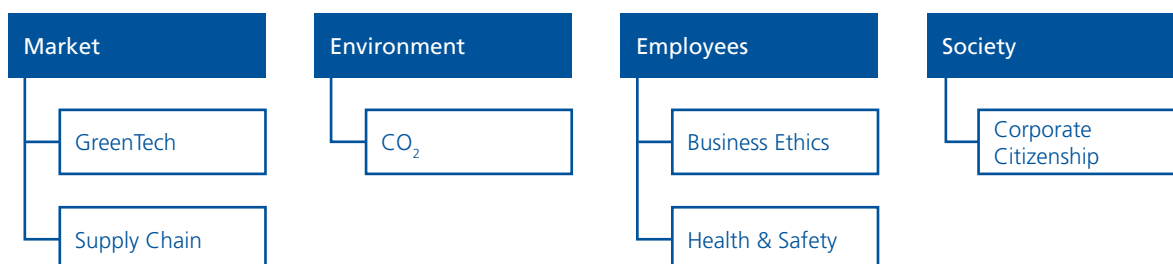 Market
GreenTech
Supply Chain
Environment
CO₂
Employees
Business Ethics
Health & Safety
Society
Corporate
Citizenship